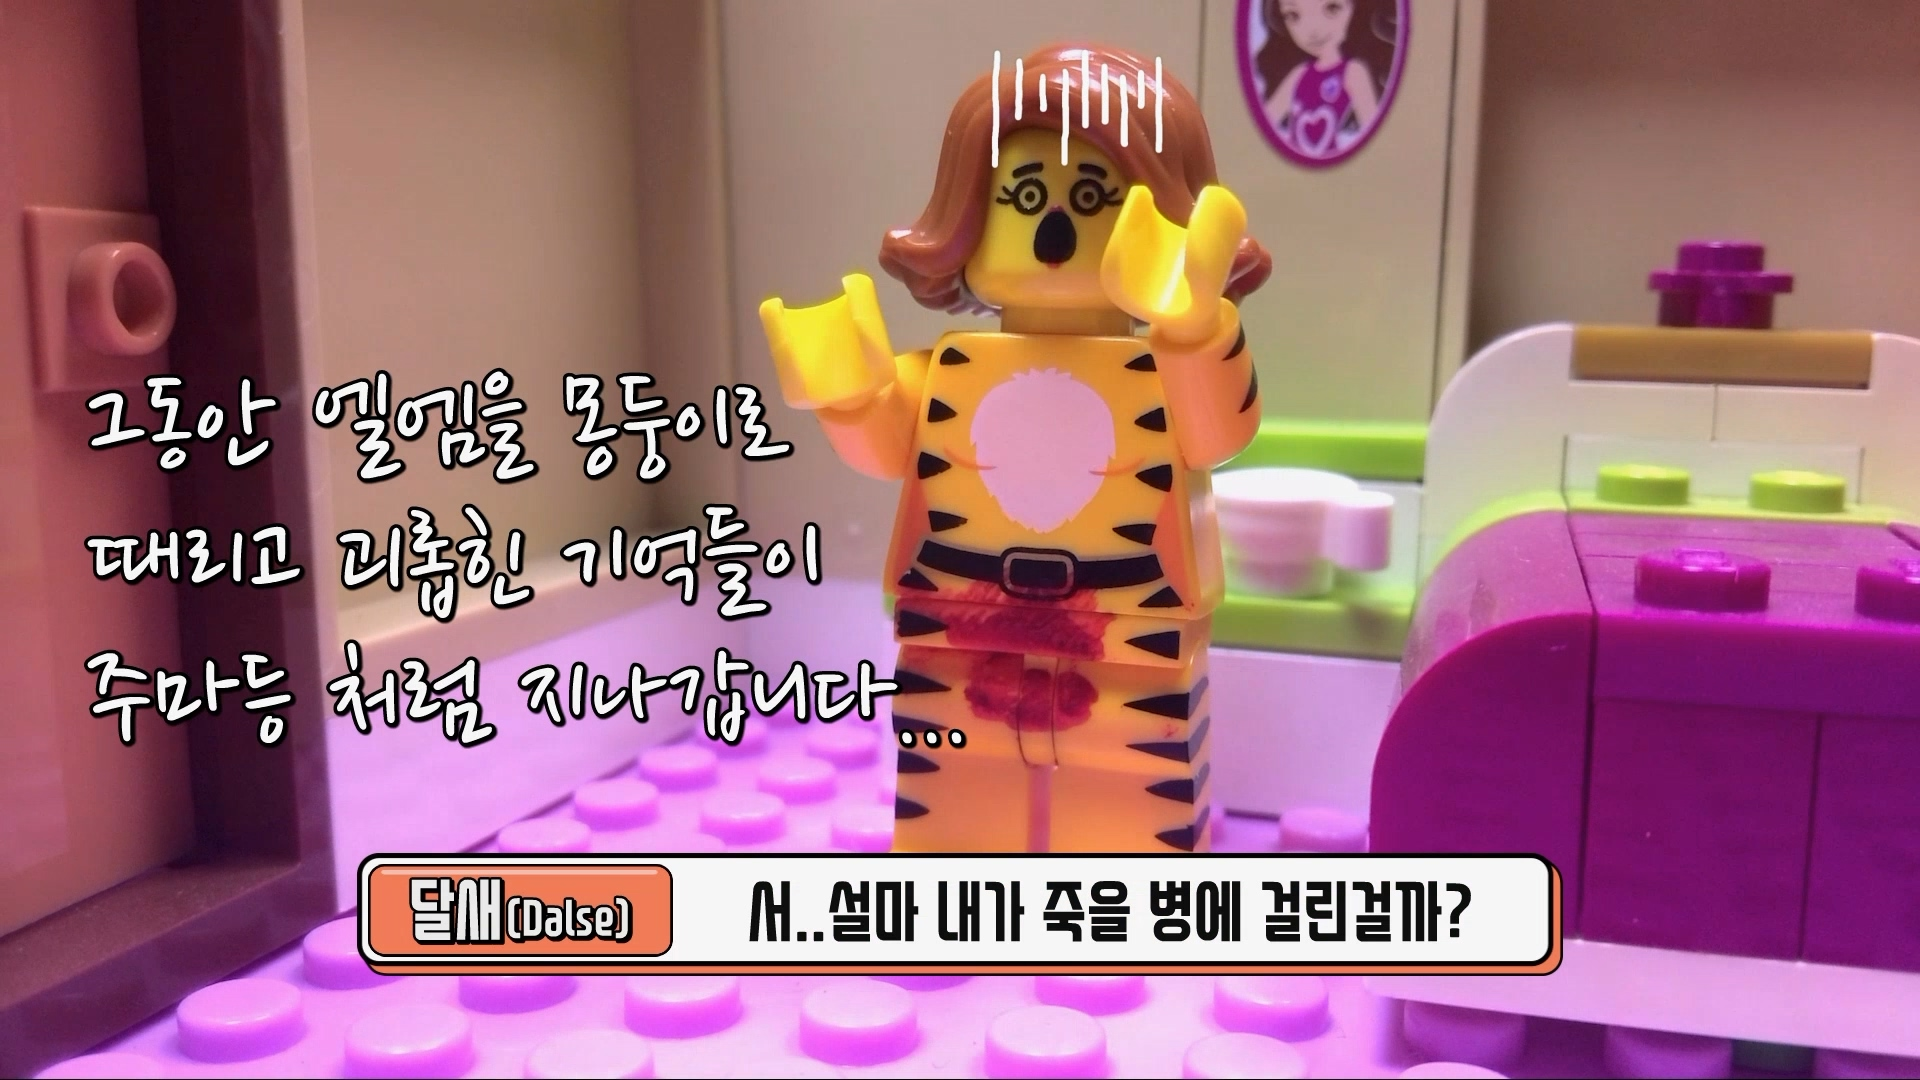 그동안 엘엠을 몽둥이로
때리고 괴롭힌 기억들이
주마등 처럼 지나갑니다...
달새(Dalse) 서..설마 내가 죽을 병에 걸린걸까?